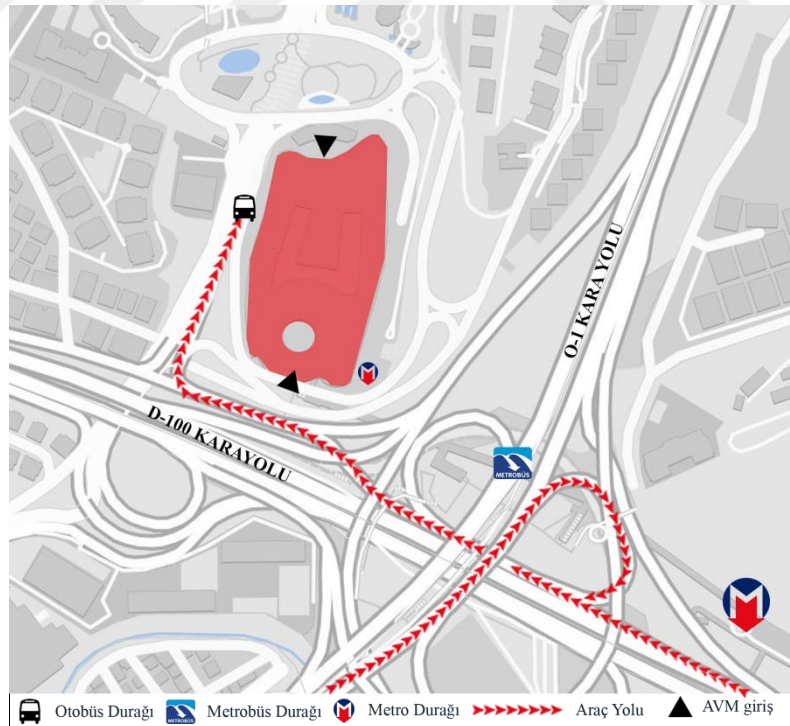 O-1 KARAYOLU
D-100 KARAYOLU
METROBÜS
M
M
Otobüs Durağı METROBÜS Metrobüs Durağı M Metro Durağı Araç Yolu AVM giriş